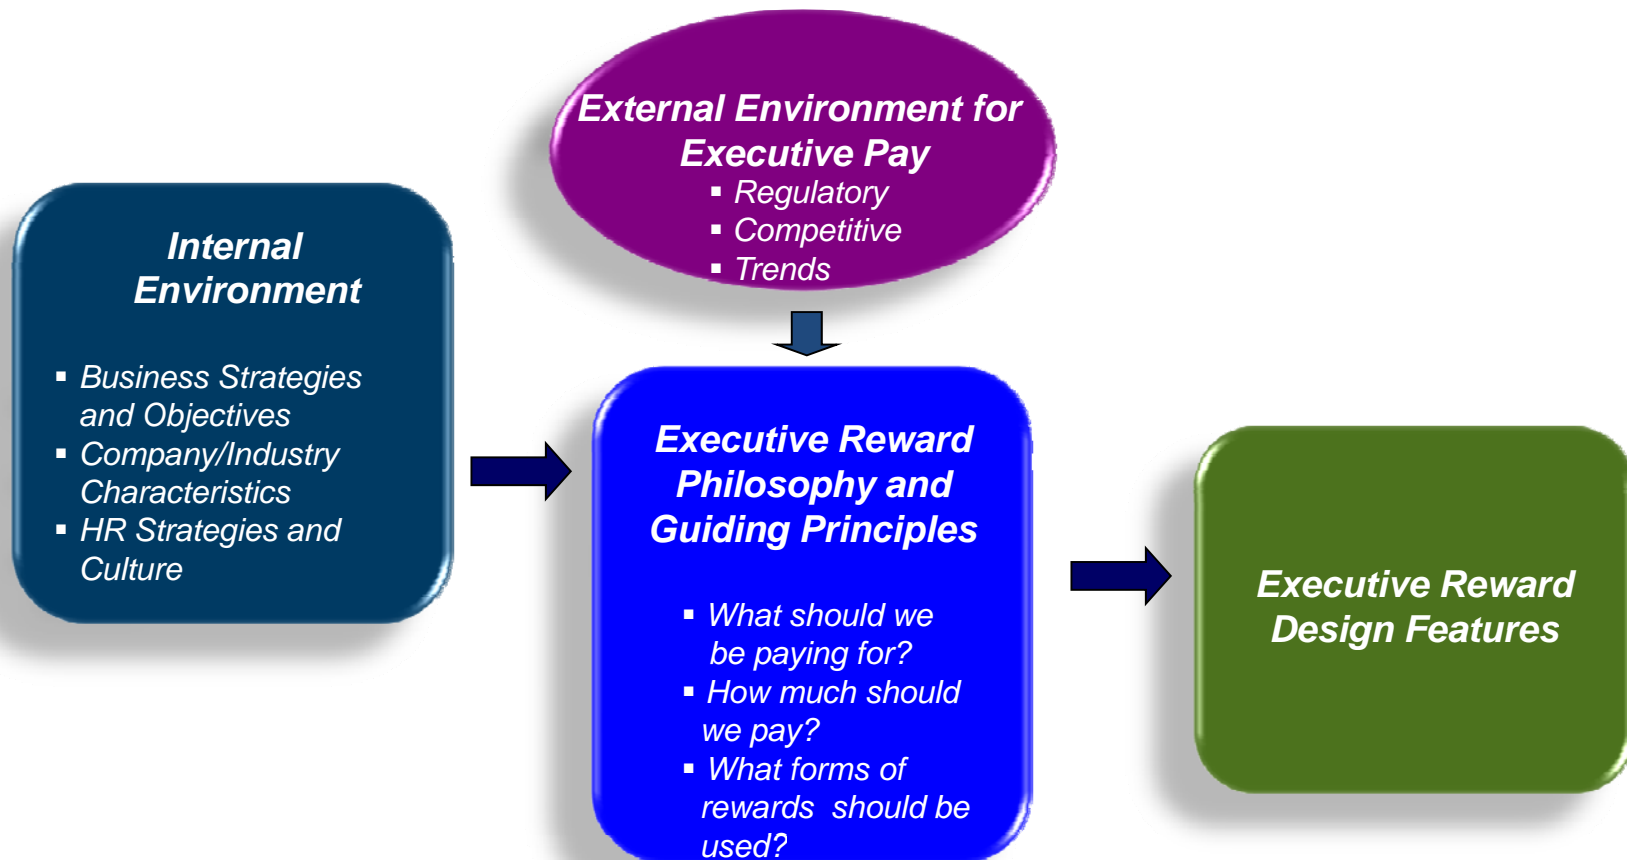 External Environment for
Executive Pay
▪ Regulatory
▪ Competitive
▪ Trends
Internal
Environment
▪ Business Strategies
and Objectives
▪ Company/Industry
Characteristics
▪ HR Strategies and
Culture
Executive Reward
Philosophy and
Guiding Principles
▪ What should we
be paying for?
▪ How much should
we pay?
▪ What forms of
rewards should be
used?
Executive Reward
Design Features